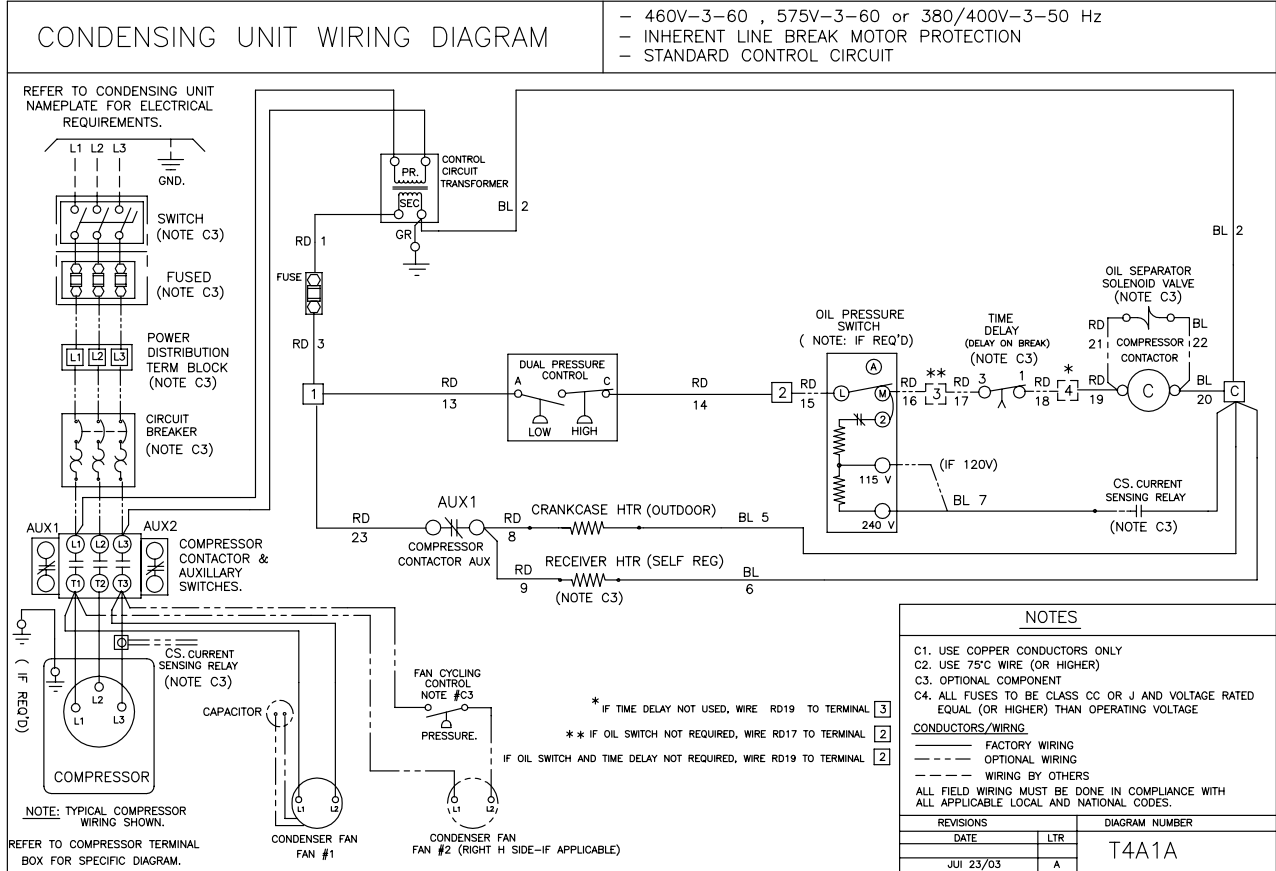 CONDENSING UNIT WIRING DIAGRAM
– 460V–3–60 , 575V–3–60 or 380/400V–3–50 Hz
– INHERENT LINE BREAK MOTOR PROTECTION
– STANDARD CONTROL CIRCUIT
REFER TO CONDENSING UNIT
NAMEPLATE FOR ELECTRICAL
REQUIREMENTS.
L1 L2 L3
GND.
SWITCH
(NOTE C3)
FUSED
(NOTE C3)
L1 L2 L3
POWER
DISTRIBUTION
TERM BLOCK
(NOTE C3)
CIRCUIT
BREAKER
(NOTE C3)
AUX1
AUX2
L1 L2 L3
T1 T2 T3
COMPRESSOR
CONTACTOR &
AUXILLARY
SWITCHES.
( IF REQ'D)
CS. CURRENT
SENSING RELAY
(NOTE C3)
L1
L2
L3
COMPRESSOR
NOTE: TYPICAL COMPRESSOR
WIRING SHOWN.
REFER TO COMPRESSOR TERMINAL
BOX FOR SPECIFIC DIAGRAM.
PR.
SEC
CONTROL
CIRCUIT
TRANSFORMER
GR
BL 2
BL 2
RD 1
FUSE
RD 3
1
RD
13
DUAL PRESSURE
CONTROL
A
C
LOW
HIGH
RD
14
2
RD
15
OIL PRESSURE
SWITCH
( NOTE: IF REQ'D)
A
L
M
2
115 V
240 V
RD
16
**
3
RD
17
TIME
DELAY
(DELAY ON BREAK)
(NOTE C3)
3
1
RD
18
*
4
RD
19
OIL SEPARATOR
SOLENOID VALVE
(NOTE C3)
RD
21
BL
22
COMPRESSOR
CONTACTOR
C
BL
20
C
(IF 120V)
BL 7
CS. CURRENT
SENSING RELAY
(NOTE C3)
RD
23
AUX1
COMPRESSOR
CONTACTOR AUX
RD
8
CRANKCASE HTR (OUTDOOR)
BL 5
RD
9
RECEIVER HTR (SELF REG)
(NOTE C3)
BL
6
CAPACITOR
L1
L2
CONDENSER FAN
FAN #1
FAN CYCLING
CONTROL
NOTE #C3
PRESSURE.
L1
L2
CONDENSER FAN
FAN #2 (RIGHT H SIDE–IF APPLICABLE)
* IF TIME DELAY NOT USED, WIRE RD19 TO TERMINAL 3
** IF OIL SWITCH NOT REQUIRED, WIRE RD17 TO TERMINAL 2
IF OIL SWITCH AND TIME DELAY NOT REQUIRED, WIRE RD19 TO TERMINAL 2
NOTES
C1. USE COPPER CONDUCTORS ONLY
C2. USE 75°C WIRE (OR HIGHER)
C3. OPTIONAL COMPONENT
C4. ALL FUSES TO BE CLASS CC OR J AND VOLTAGE RATED
EQUAL (OR HIGHER) THAN OPERATING VOLTAGE
CONDUCTORS/WIRNG
FACTORY WIRING
OPTIONAL WIRING
WIRING BY OTHERS
ALL FIELD WIRING MUST BE DONE IN COMPLIANCE WITH
ALL APPLICABLE LOCAL AND NATIONAL CODES.
REVISIONS
DIAGRAM NUMBER
DATE
LTR
T4A1A
JUl 23/03
A